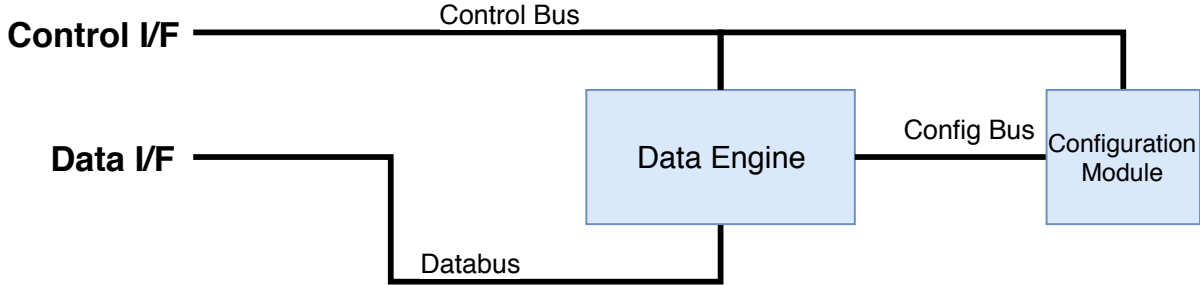 Control Bus
Control I/F
Config Bus
Data I/F
Data Engine
Configuration
Module
Databus